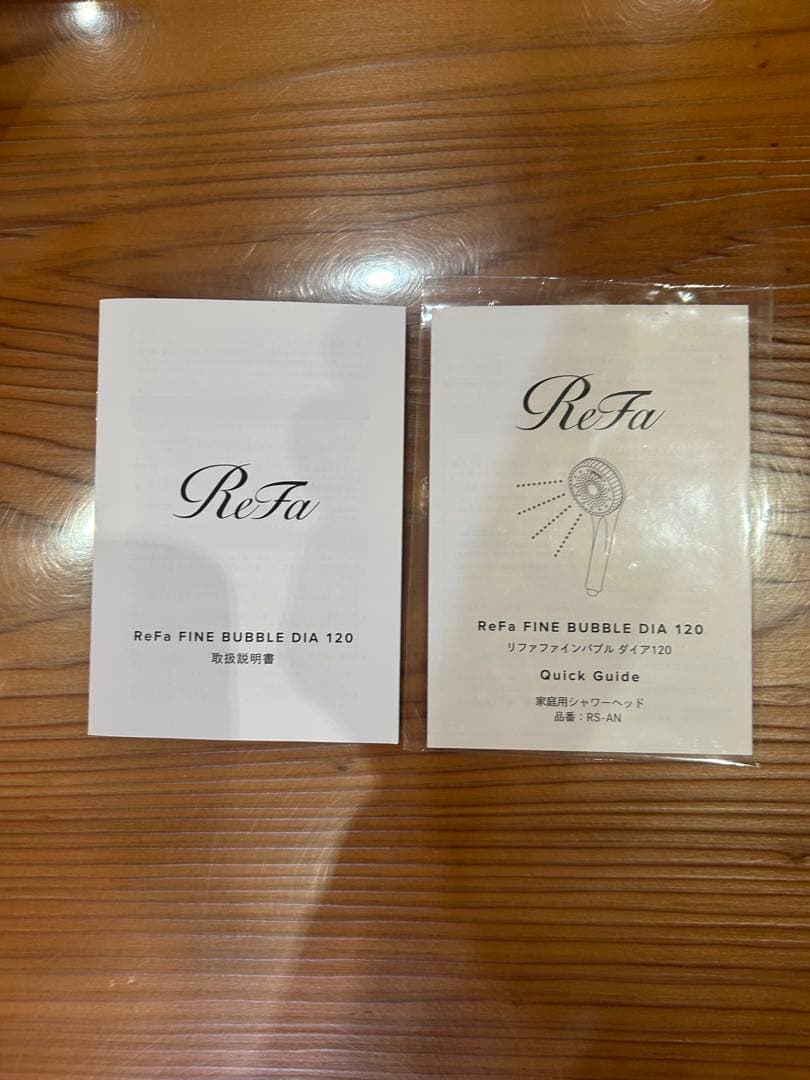 ReFa
ReFa FINE BUBBLE DIA 120
取扱説明書
ReFa
ReFa FINE BUBBLE DIA 120
リファファインバブル ダイア120
Quick Guide
家庭用シャワーヘッド
品番：RS-AN